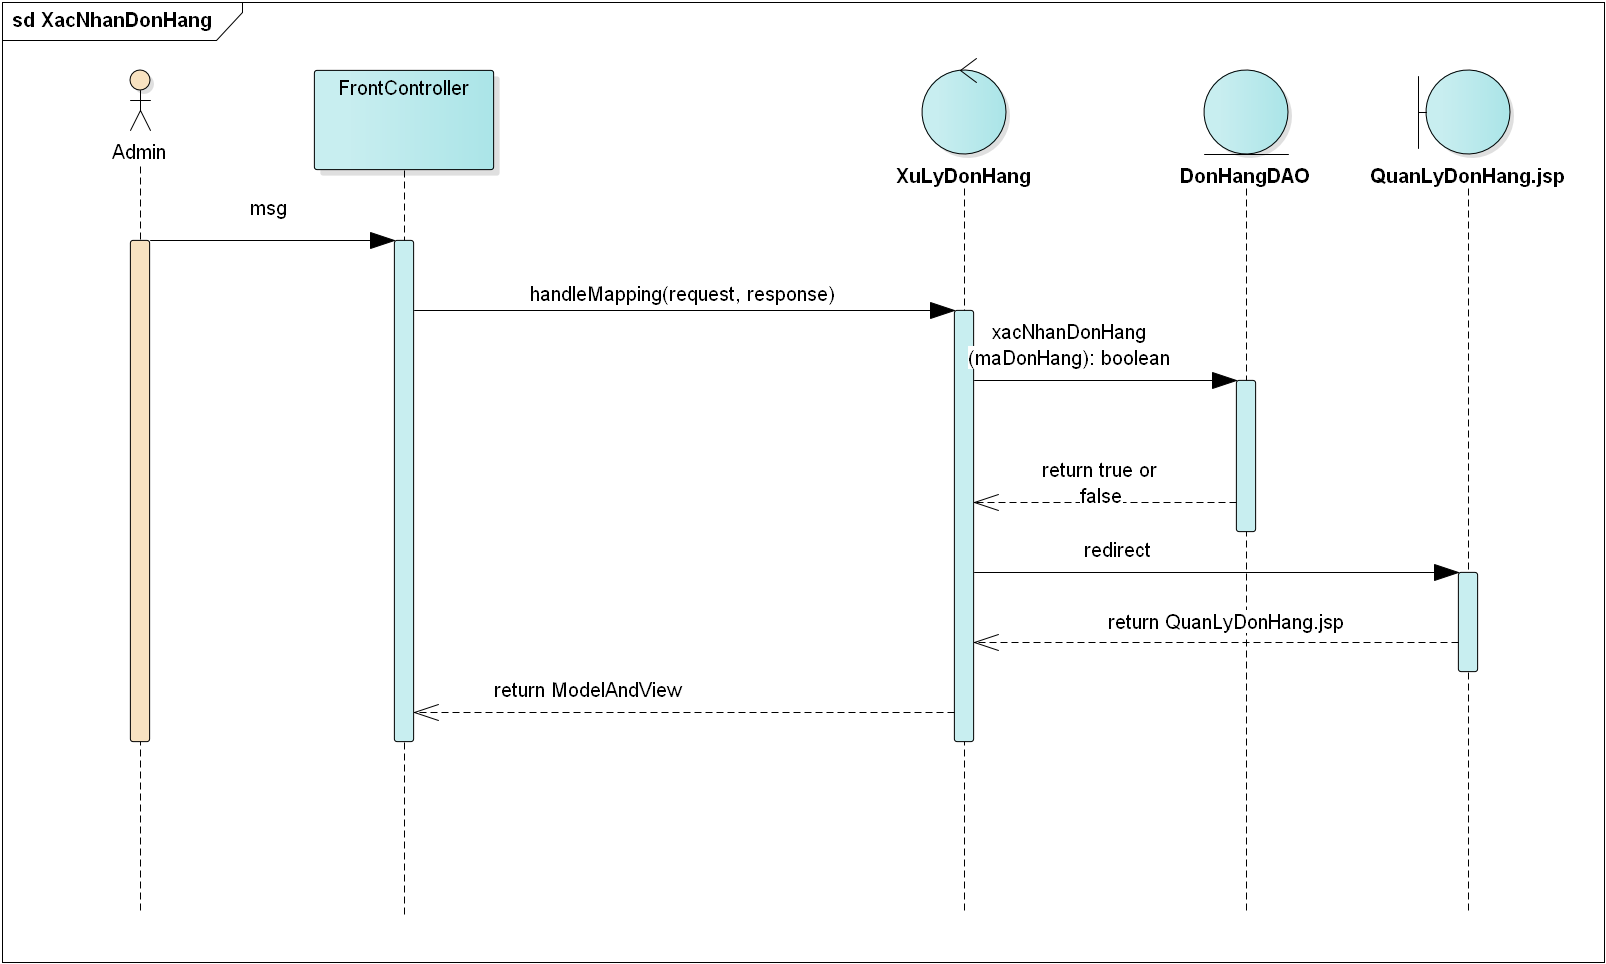 sd XacNhanDonHang
FrontController
Admin
XuLyDonHang
DonHangDAO
QuanLyDonHang.jsp
msg
handleMapping(request, response)
xacNhanDonHang
(maDonHang): boolean
return true or
false
redirect
return QuanLyDonHang.jsp
return ModelAndView